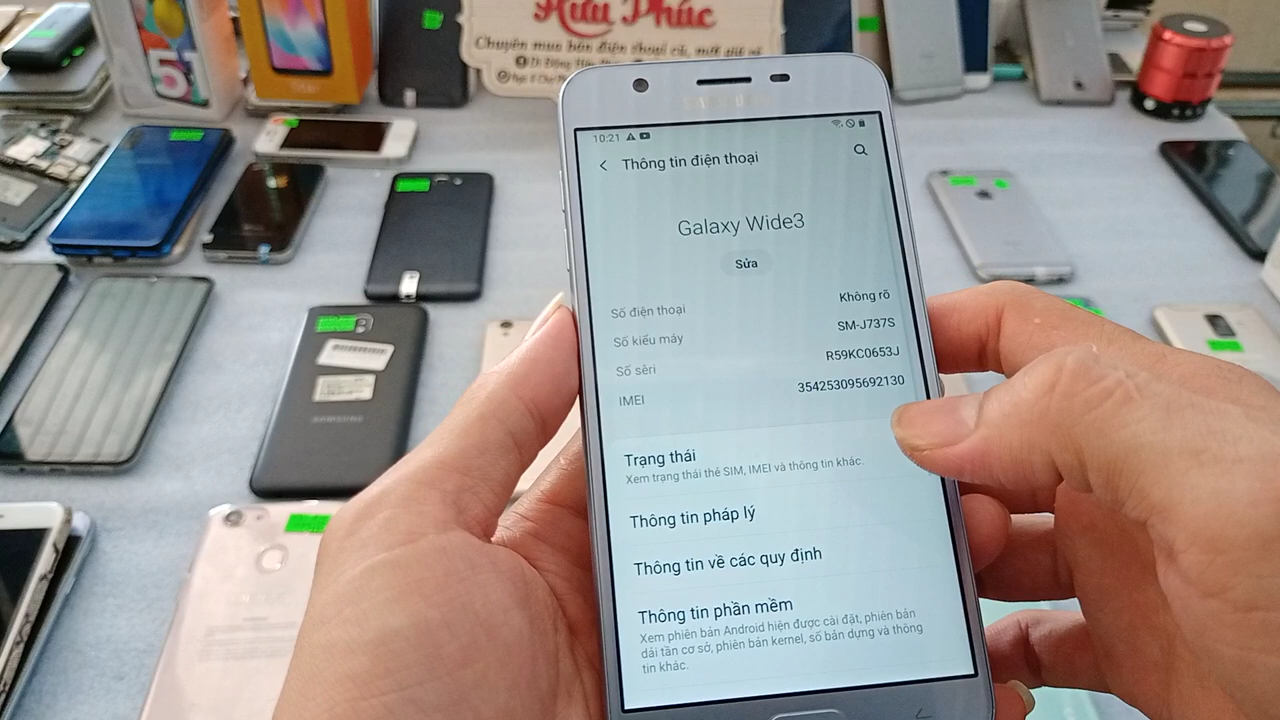 Hữu Phúc
Chuyên mua bán điện thoại cũ, mới giá sỉ
5T
SAMSUNG
10:21
Thông tin điện thoại
Galaxy Wide3
Sửa
Số điện thoại
Không rõ
Số kiểu máy
SM-J737S
Số sêri
R59KC0653J
IMEI
354253095692130
Trạng thái
Xem trạng thái thẻ SIM, IMEI và thông tin khác.
Thông tin pháp lý
Thông tin về các quy định
Thông tin phần mềm
Xem phiên bản Android hiện được cài đặt, phiên bản
dải tần cơ sở, phiên bản kernel, số bản dựng và thông
tin khác.
SAMSUNG